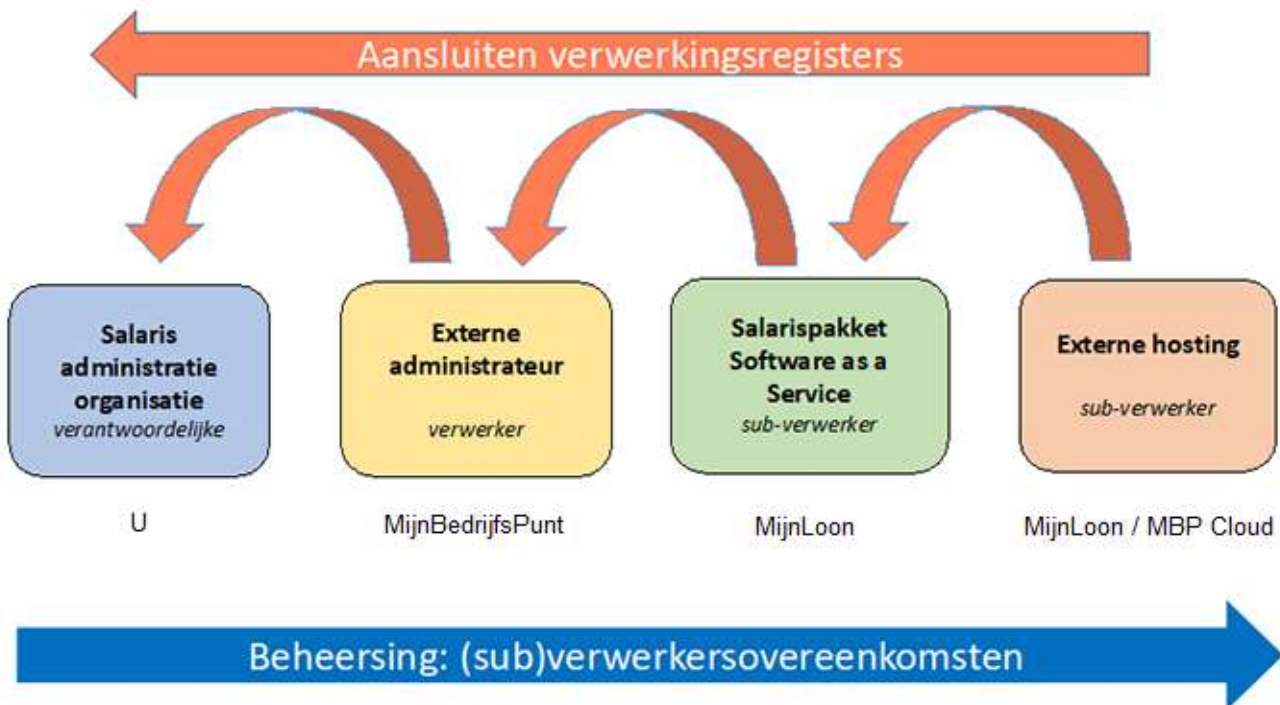 Aansluiten verwerkingsregisters
Salaris
administratie
organisatie
verantwoordelijke
Externe
administrateur
verwerker
Salarispakket
Software as a
Service
sub-verwerker
Externe hosting
sub-verwerker
U
MijnBedrijfsPunt
MijnLoon
MijnLoon / MBP Cloud
Beheersing: (sub)verwerkersovereenkomsten